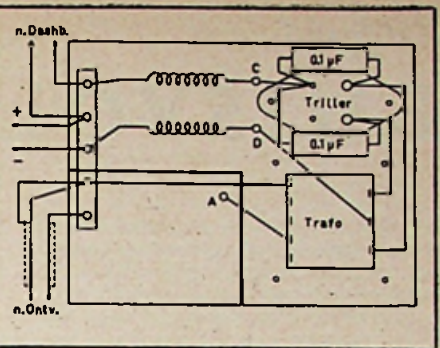 n.Dashb.
0.1 µF
C
Triller
+
0.1 µF
D
-
A
Trafo
n.Ontv.